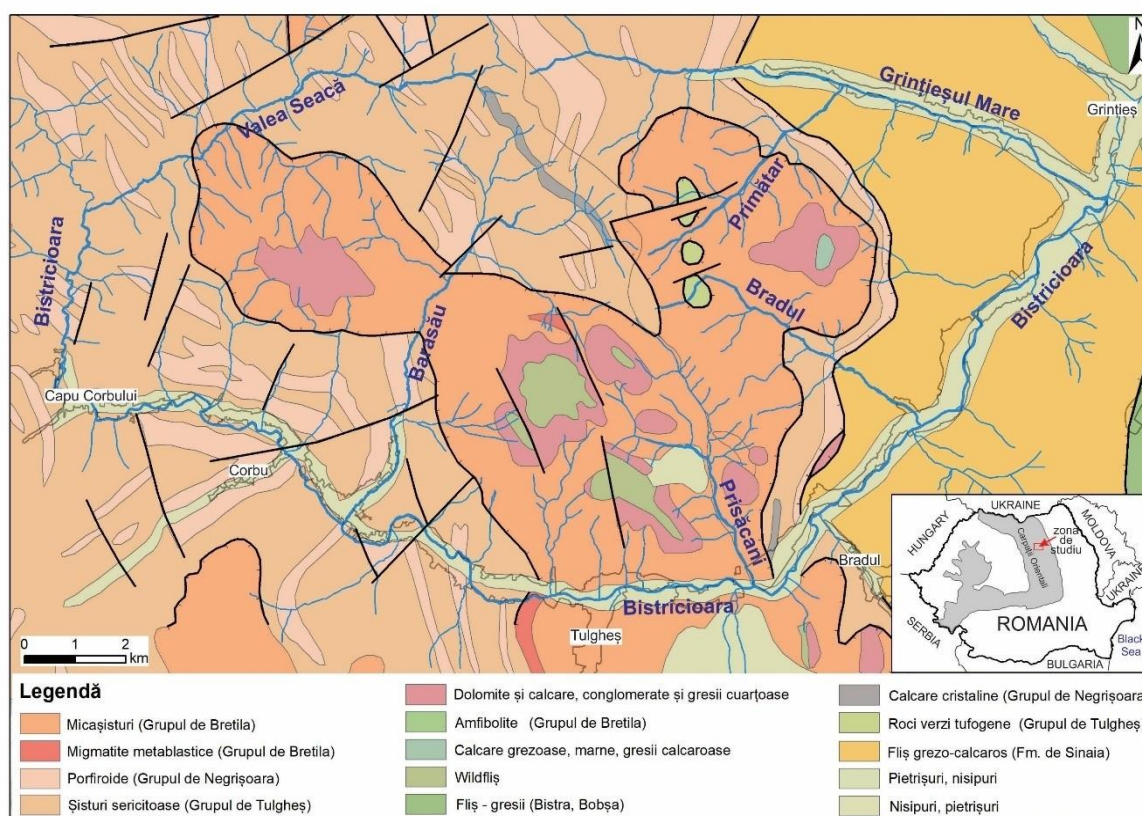 N
Grințieșul Mare
Grințieș
Valea Seacă
Primătar
Bistricioara
Bradul
Bistricioara
Barasău
Capu Corbului
Corbu
Prisăcani
Bradul
Bistricioara
Tulgheș
0 1 2
km
UKRAINE
HUNGARY
MOLDOVA
zona
de
studiu
Carpații Orientali
UKRAINE
ROMANIA
SERBIA
Black
Sea
BULGARIA
Legendă
Micașisturi (Grupul de Bretila)
Migmatite metablastice (Grupul de Bretila)
Porfiroide (Grupul de Negrișoara)
Șisturi sericitoase (Grupul de Tulgheș)
Dolomite și calcare, conglomerate și gresii cuarțoase
Amfibolite (Grupul de Bretila)
Calcare grezoase, marne, gresii calcaroase
Wildfliș
Fliș - gresii (Bistra, Bobșa)
Calcare cristaline (Grupul de Negrișoara
Roci verzi tufogene (Grupul de Tulgheș
Fliș grezo-calcaros (Fm. de Sinaia)
Pietrișuri, nisipuri
Nisipuri, pietrișuri